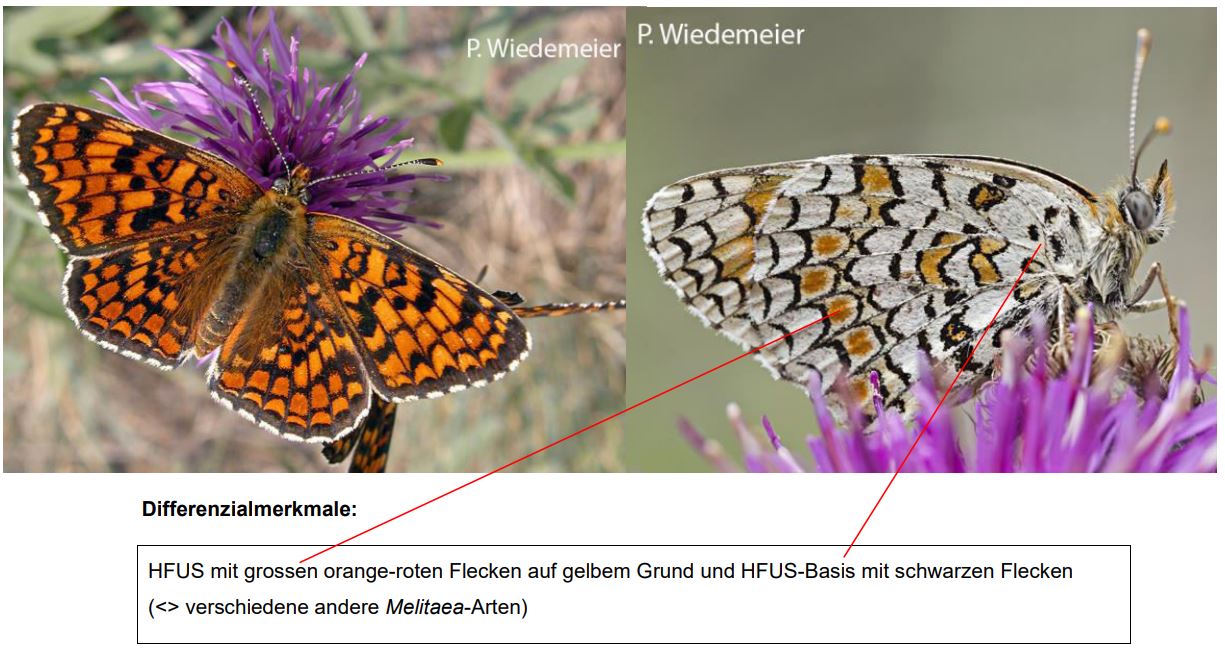 P. Wiedemeier
P. Wiedemeier
Differenzialmerkmale:
HFUS mit grossen orange-roten Flecken auf gelbem Grund und HFUS-Basis mit schwarzen Flecken
(<> verschiedene andere Melitaea-Arten)